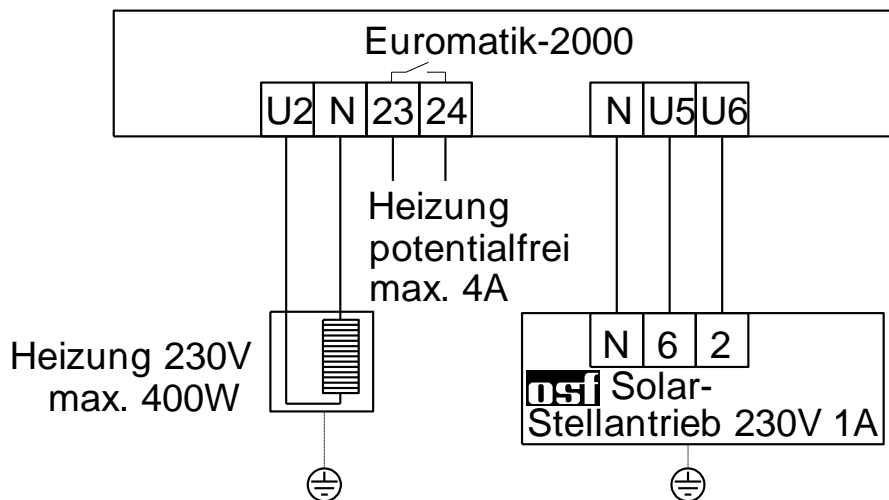 Euromatik-2000
U2 N 23 24 N U5 U6
Heizung
potentialfrei
max. 4A
Heizung 230V
max. 400W
N 6 2
osf Solar-
Stellantrieb 230V 1A